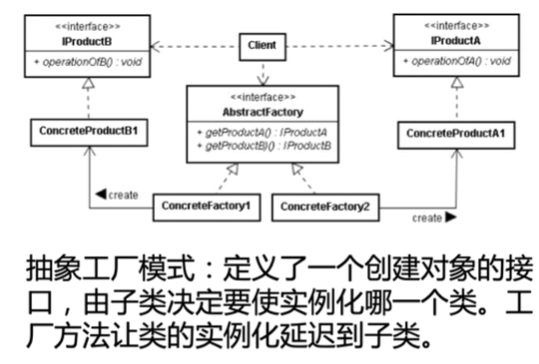 <<interface>>
IProductB
+ operationOfB() : void
Client
<<interface>>
IProductA
+ operationOfA() : void
<<interface>>
AbstractFactory
+ getProductA() : IProductA
+ getProductB)() : IProductB
ConcreteProductB1
ConcreteProductA1
create
ConcreteFactory1
ConcreteFactory2
create
抽象工厂模式：定义了一个创建对象的接
口，由子类决定要使实例化哪一个类。工
厂方法让类的实例化延迟到子类。